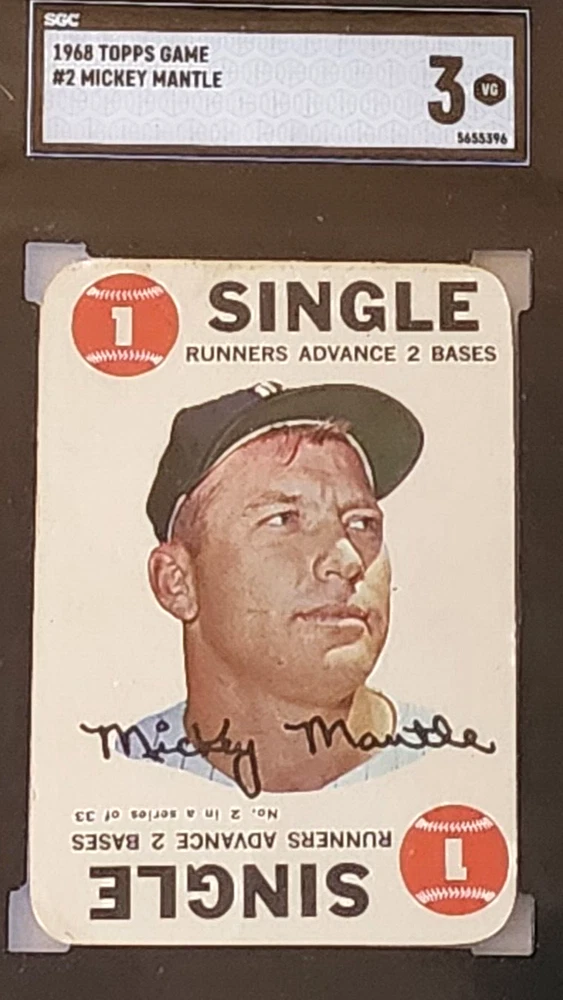 SGC
1968 TOPPS GAME
#2 MICKEY MANTLE
3 VG
5655396
1 SINGLE
RUNNERS ADVANCE 2 BASES
Mickey Mantle
No. 2 in a series of 33
RUNNERS ADVANCE 2 BASES
SINGLE 1